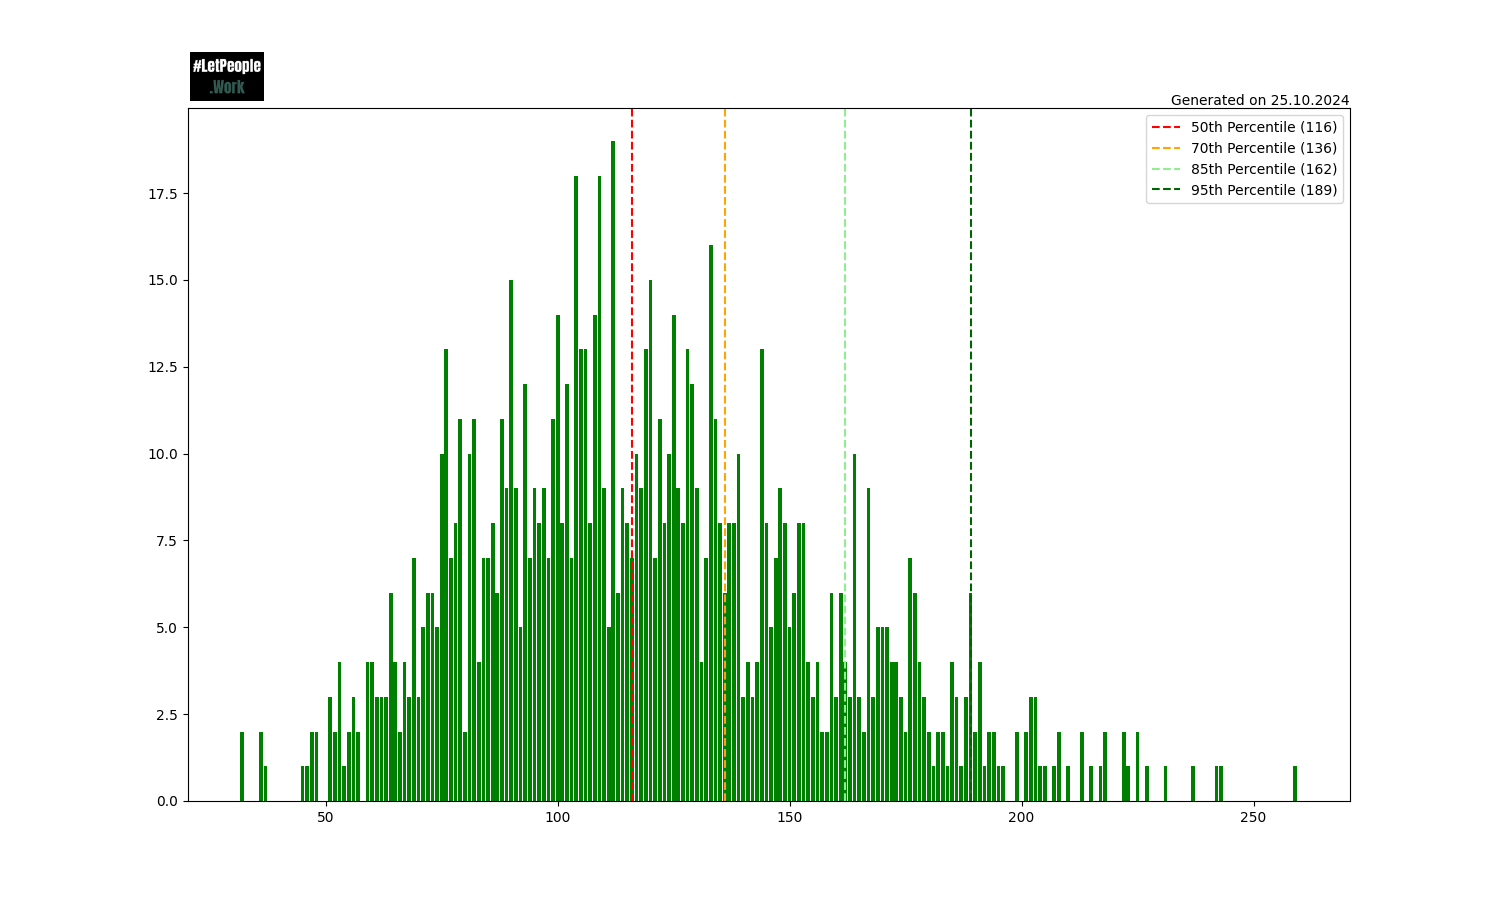 #LetPeople
.Work
Generated on 25.10.2024
50th Percentile (116)
70th Percentile (136)
85th Percentile (162)
95th Percentile (189)
17.5
15.0
12.5
10.0
7.5
5.0
2.5
0.0
50
100
150
200
250